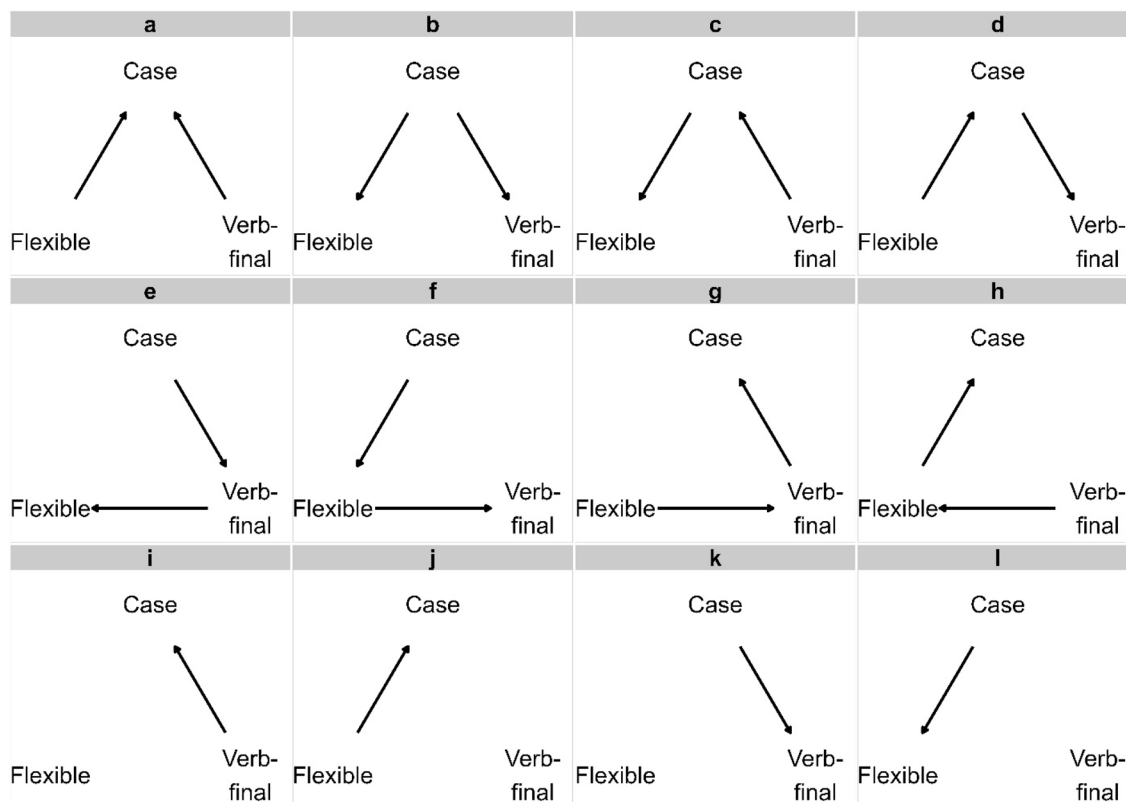 a b c d
Case Case Case Case
Flexible Verb-final Flexible Verb-final Flexible Verb-final Flexible Verb-final
e f g h
Case Case Case Case
Flexible Verb-final Flexible Verb-final Flexible Verb-final Flexible Verb-final
i j k l
Case Case Case Case
Flexible Verb-final Flexible Verb-final Flexible Verb-final Flexible Verb-final